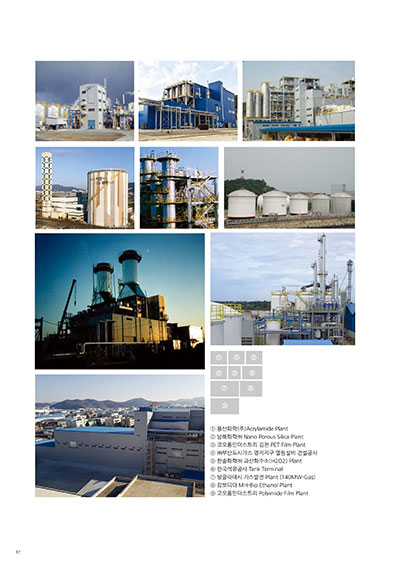 ① ② ③
④ ⑤ ⑥
⑦ ⑧
⑨
① 용산화학(주)Acrylamide Plant
② 남해화학㈜ Nano Porous Silica Plant
③ 코오롱인더스트리 김천 PET Film Plant
④ ㈜부산도시가스 명지지구 열원설비 건설공사
⑤ 한솔화학㈜ 과산화수소(H2O2) Plant
⑥ 한국석유공사 Tank Terminal
⑦ 방글라데시 가스발전 Plant (140MW-Gas)
⑧ 캄보디아 MH-Bio Ethanol Plant
⑨ 코오롱인더스트리 Polyimide Film Plant